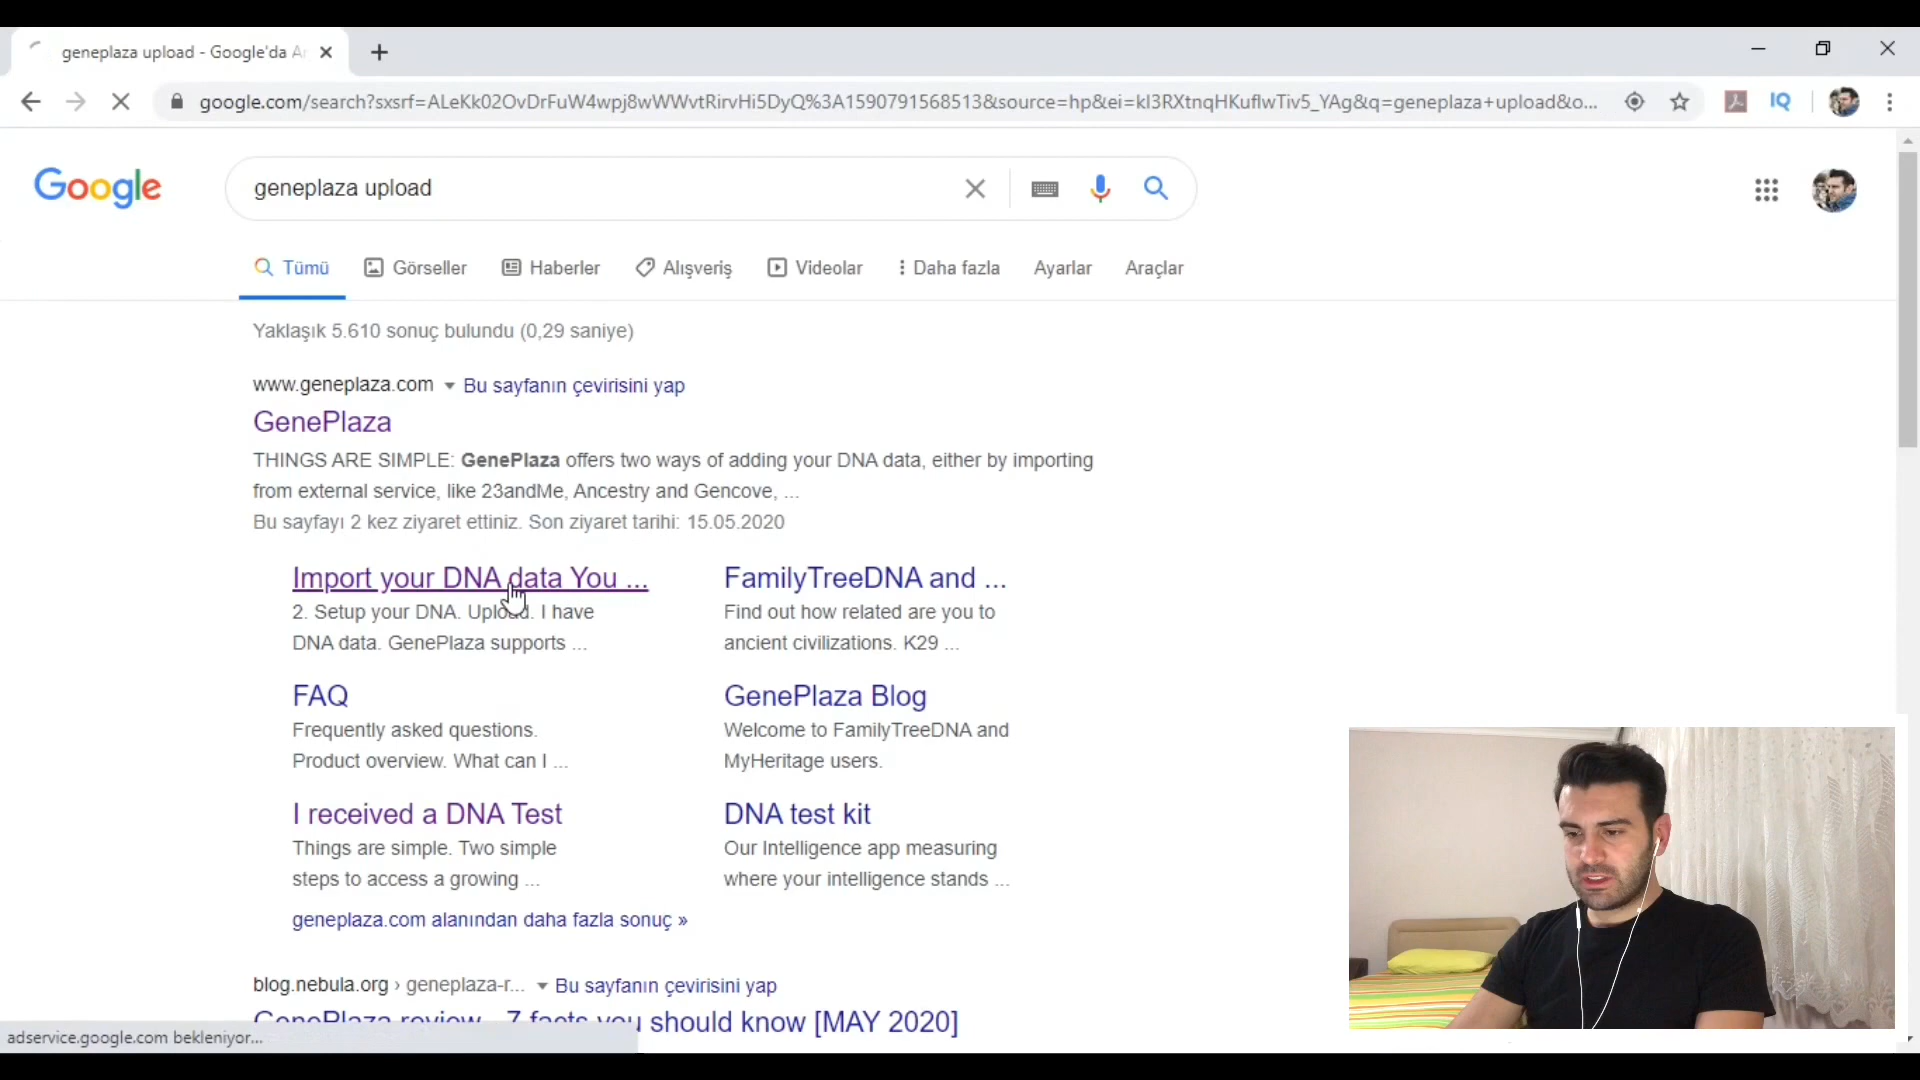 geneplaza upload - Google'da A
google.com/search?sxsrf=ALeKk02OvDrFuW4wpj8wWWvtRirvHi5DyQ%3A1590791568513&source=hp&ei=kI3RXtnqHKuflwTiv5_YAg&q=geneplaza+upload&o...
IQ
Google
geneplaza upload
Tümü Görseller Haberler Alışveriş Videolar Daha fazla Ayarlar Araçlar
Yaklaşık 5.610 sonuç bulundu (0,29 saniye)
www.geneplaza.com Bu sayfanın çevirisini yap
GenePlaza
THINGS ARE SIMPLE: GenePlaza offers two ways of adding your DNA data, either by importing
from external service, like 23andMe, Ancestry and Gencove, ...
Bu sayfayı 2 kez ziyaret ettiniz. Son ziyaret tarihi: 15.05.2020
Import your DNA data You ...
2. Setup your DNA. Upload. I have
DNA data. GenePlaza supports ...
FamilyTreeDNA and ...
Find out how related are you to
ancient civilizations. K29 ...
FAQ
Frequently asked questions.
Product overview. What can I ...
GenePlaza Blog
Welcome to FamilyTreeDNA and
MyHeritage users.
I received a DNA Test
Things are simple. Two simple
steps to access a growing ...
DNA test kit
Our Intelligence app measuring
where your intelligence stands ...
geneplaza.com alanından daha fazla sonuç »
blog.nebula.org › geneplaza-r... Bu sayfanın çevirisini yap
GenePlaza review - 7 facts you should know [MAY 2020]
adservice.google.com bekleniyor...